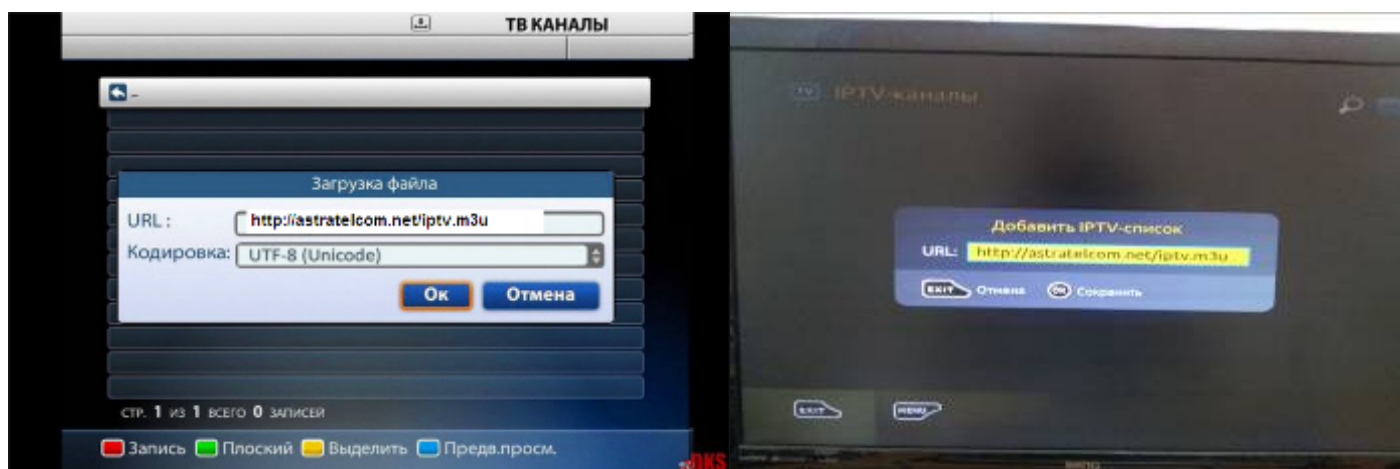 ТВ КАНАЛЫ
Загрузка файла
URL :
http://astratelcom.net/iptv.m3u
Кодировка:
UTF-8 (Unicode)
Ок
Отмена
СТР. 1 ИЗ 1 ВСЕГО 0 ЗАПИСЕЙ
Запись Плоский Выделить Предв.просм.
TV IPTV-каналы
Добавить IPTV-список
URL: http://astratelcom.net/iptv.m3u
EXIT Отмена OK Сохранить
EXIT MENU